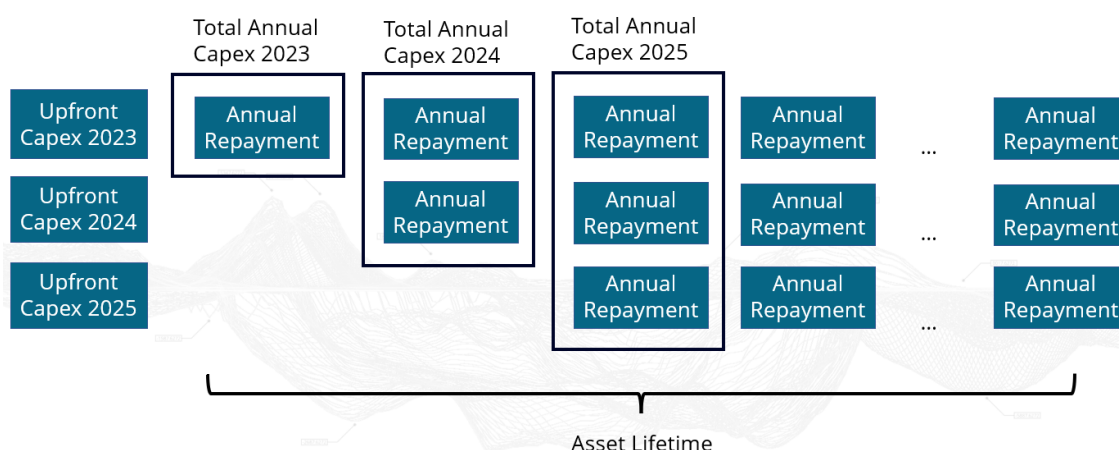 Total Annual
Capex 2023
Total Annual
Capex 2024
Total Annual
Capex 2025
Upfront
Capex 2023
Annual
Repayment
Annual
Repayment
Annual
Repayment
Annual
Repayment
...
Annual
Repayment
Upfront
Capex 2024
Annual
Repayment
Annual
Repayment
Annual
Repayment
...
Annual
Repayment
Upfront
Capex 2025
Annual
Repayment
Annual
Repayment
...
Annual
Repayment
Asset Lifetime